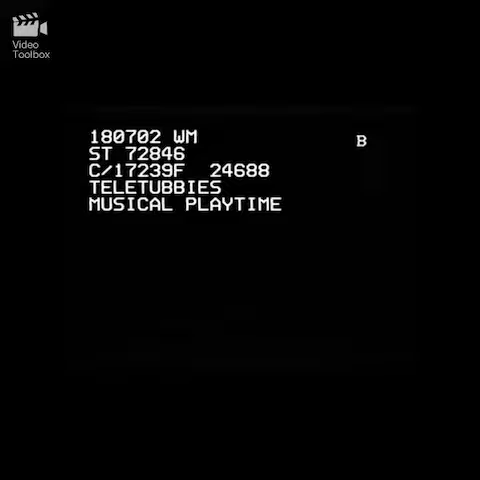 Video
Toolbox
180702 WM
B
ST 72846
C/17239F 24688
TELETUBBIES
MUSICAL PLAYTIME